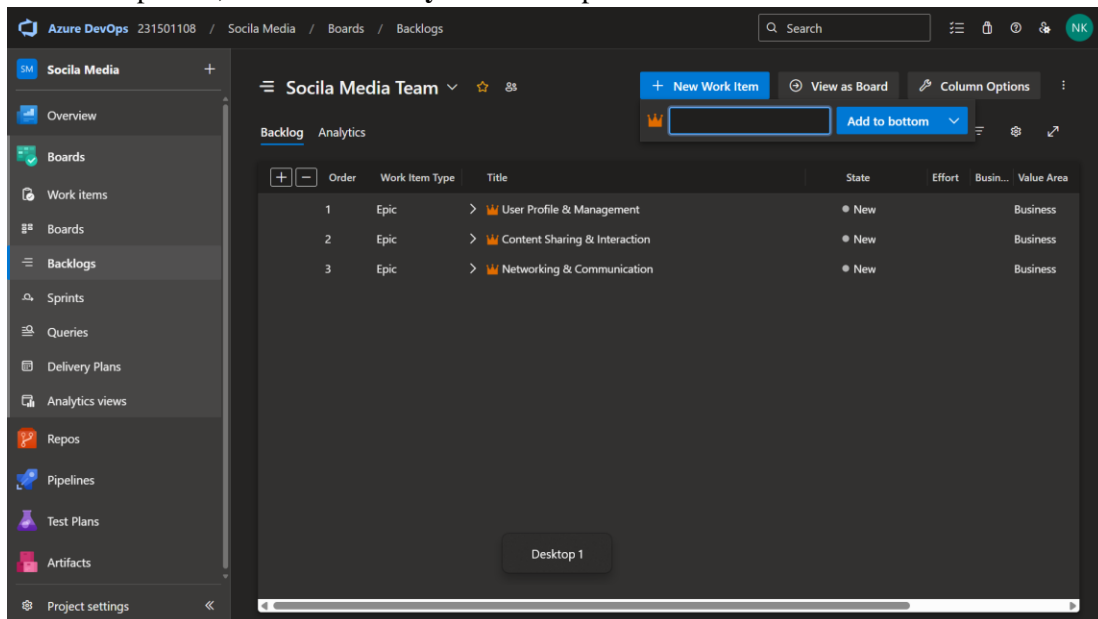 Azure DevOps 231501108 / Socila Media / Boards / Backlogs Search NK
SM Socila Media +
Socila Media Team + New Work Item View as Board Column Options
Overview
Add to bottom
Backlog Analytics
Boards
Order Work Item Type Title State Effort Busin... Value Area
Work items
1 Epic User Profile & Management New Business
Boards
2 Epic Content Sharing & Interaction New Business
Backlogs
3 Epic Networking & Communication New Business
Sprints
Queries
Delivery Plans
Analytics views
Repos
Pipelines
Test Plans
Desktop 1
Artifacts
Project settings